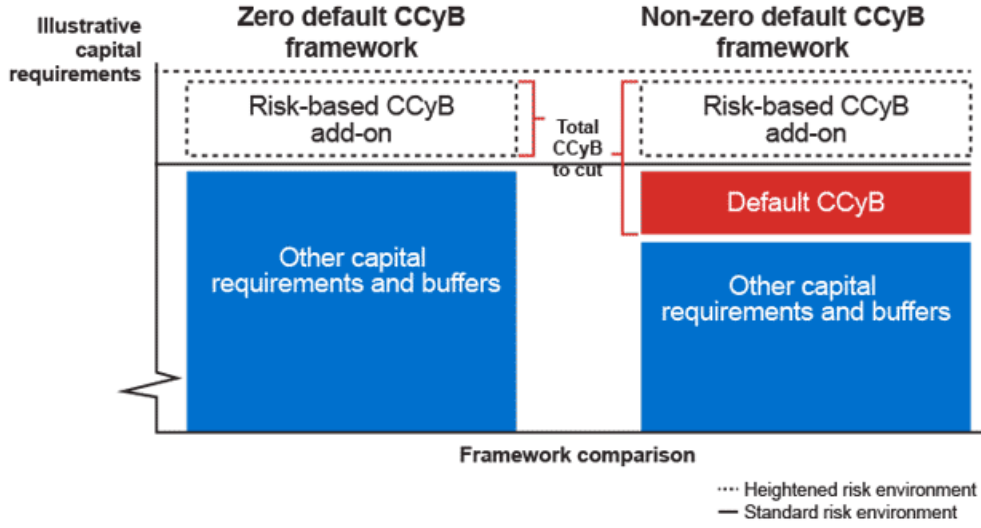 Zero default CCyB
framework
Non-zero default CCyB
framework
Illustrative
capital
requirements
Risk-based CCyB
add-on
Total
CCyB
to cut
Risk-based CCyB
add-on
Default CCyB
Other capital
requirements and buffers
Other capital
requirements and buffers
Framework comparison
Heightened risk environment
Standard risk environment